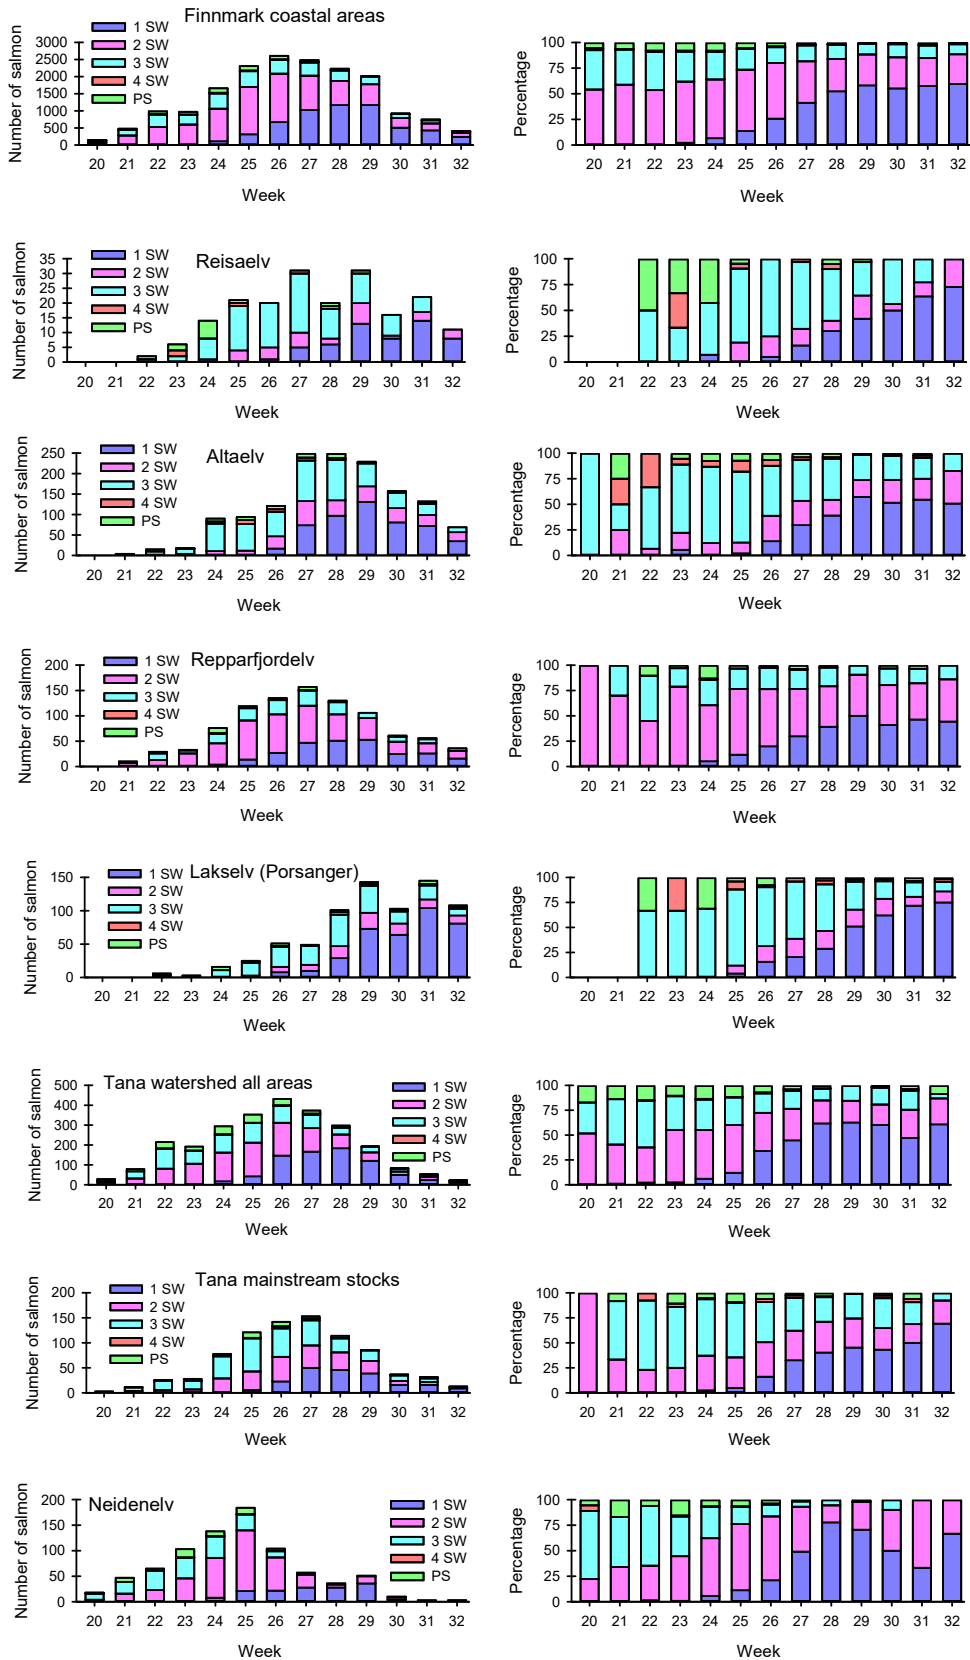 Finnmark coastal areas
1 SW
2 SW
3 SW
4 SW
PS
Number of salmon
3000
2500
2000
1500
1000
500
0
20 21 22 23 24 25 26 27 28 29 30 31 32
Week
Percentage
100
75
50
25
0
20 21 22 23 24 25 26 27 28 29 30 31 32
Week
Reisaelv
1 SW
2 SW
3 SW
4 SW
PS
Number of salmon
35
30
25
20
15
10
5
0
20 21 22 23 24 25 26 27 28 29 30 31 32
Week
Percentage
100
75
50
25
0
20 21 22 23 24 25 26 27 28 29 30 31 32
Week
Altaelv
1 SW
2 SW
3 SW
4 SW
PS
Number of salmon
250
200
150
100
50
0
20 21 22 23 24 25 26 27 28 29 30 31 32
Week
Percentage
100
75
50
25
0
20 21 22 23 24 25 26 27 28 29 30 31 32
Week
Repparfjordelv
1 SW
2 SW
3 SW
4 SW
PS
Number of salmon
200
150
100
50
0
20 21 22 23 24 25 26 27 28 29 30 31 32
Week
Percentage
100
75
50
25
0
20 21 22 23 24 25 26 27 28 29 30 31 32
Week
Lakselv (Porsanger)
1 SW
2 SW
3 SW
4 SW
PS
Number of salmon
150
100
50
0
20 21 22 23 24 25 26 27 28 29 30 31 32
Week
Percentage
100
75
50
25
0
20 21 22 23 24 25 26 27 28 29 30 31 32
Week
Tana watershed all areas
1 SW
2 SW
3 SW
4 SW
PS
Number of salmon
500
400
300
200
100
0
20 21 22 23 24 25 26 27 28 29 30 31 32
Week
Percentage
100
75
50
25
0
20 21 22 23 24 25 26 27 28 29 30 31 32
Week
Tana mainstream stocks
1 SW
2 SW
3 SW
4 SW
PS
Number of salmon
200
150
100
50
0
20 21 22 23 24 25 26 27 28 29 30 31 32
Week
Percentage
100
75
50
25
0
20 21 22 23 24 25 26 27 28 29 30 31 32
Week
Neidenelv
1 SW
2 SW
3 SW
4 SW
PS
Number of salmon
200
150
100
50
0
20 21 22 23 24 25 26 27 28 29 30 31 32
Week
Percentage
100
75
50
25
0
20 21 22 23 24 25 26 27 28 29 30 31 32
Week